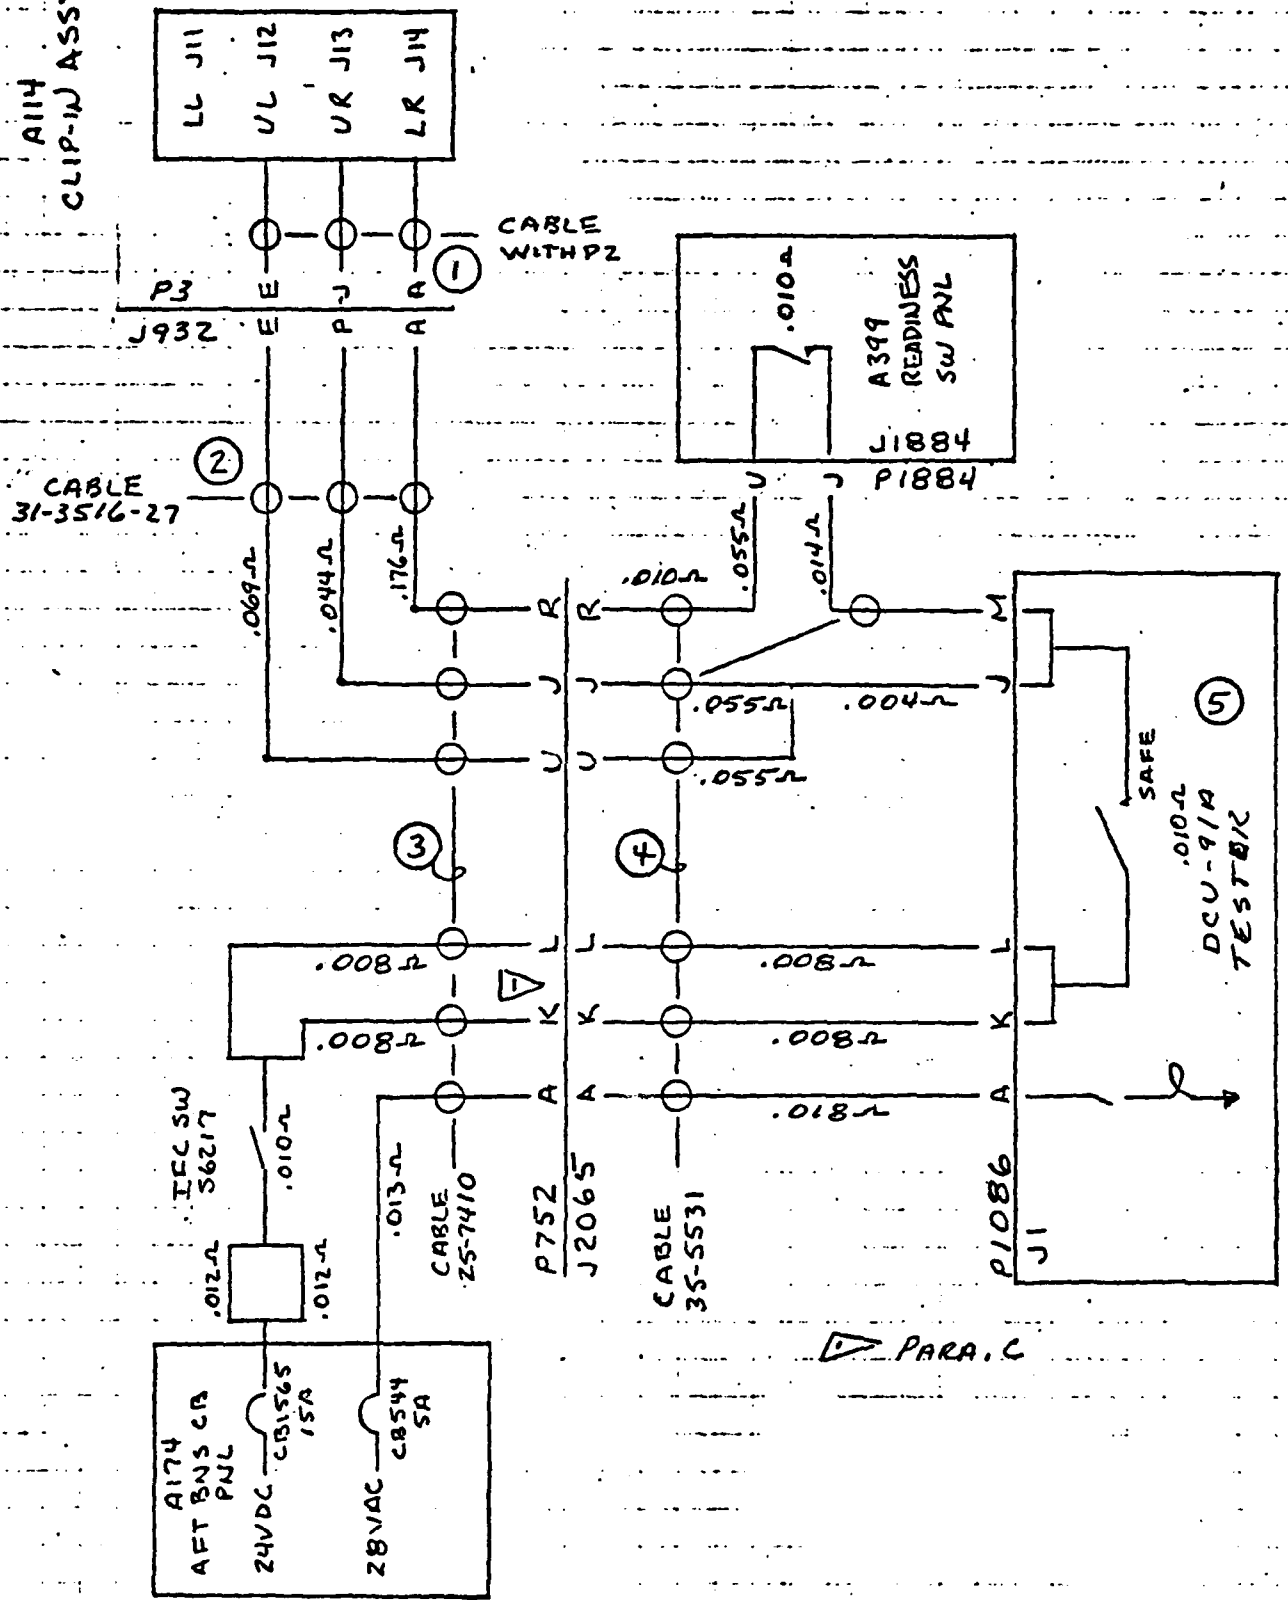 A114
CLIP-IN ASS
LL J11
UL J12
UR J13
LR J14
CABLE
WITH P2
1
P3
E J A
J932
E P A
2
CABLE
31-3516-27
.069Ω
.044Ω
.176Ω
.010Ω
A399
READINESS
SW PNL
J1884
P1884
U J
.055Ω
.014Ω
.010Ω
R R M
J J J
.055Ω
.004Ω
U U
.055Ω
3
4
5
SAFE
.010Ω
DCU-9/A
TESTER
L L L
.008Ω
.008Ω
1
K K K
.008Ω
.008Ω
A A A
.018Ω
IFC SW
S6217
.010Ω
.012Ω
.012Ω
.013Ω
CABLE
25-7410
P752
J2065
CABLE
35-5531
P1086
J1
A174
AFT BNS CB
PNL
24VDC
CB1565
15A
28VAC
CB544
5A
1 PARA. C